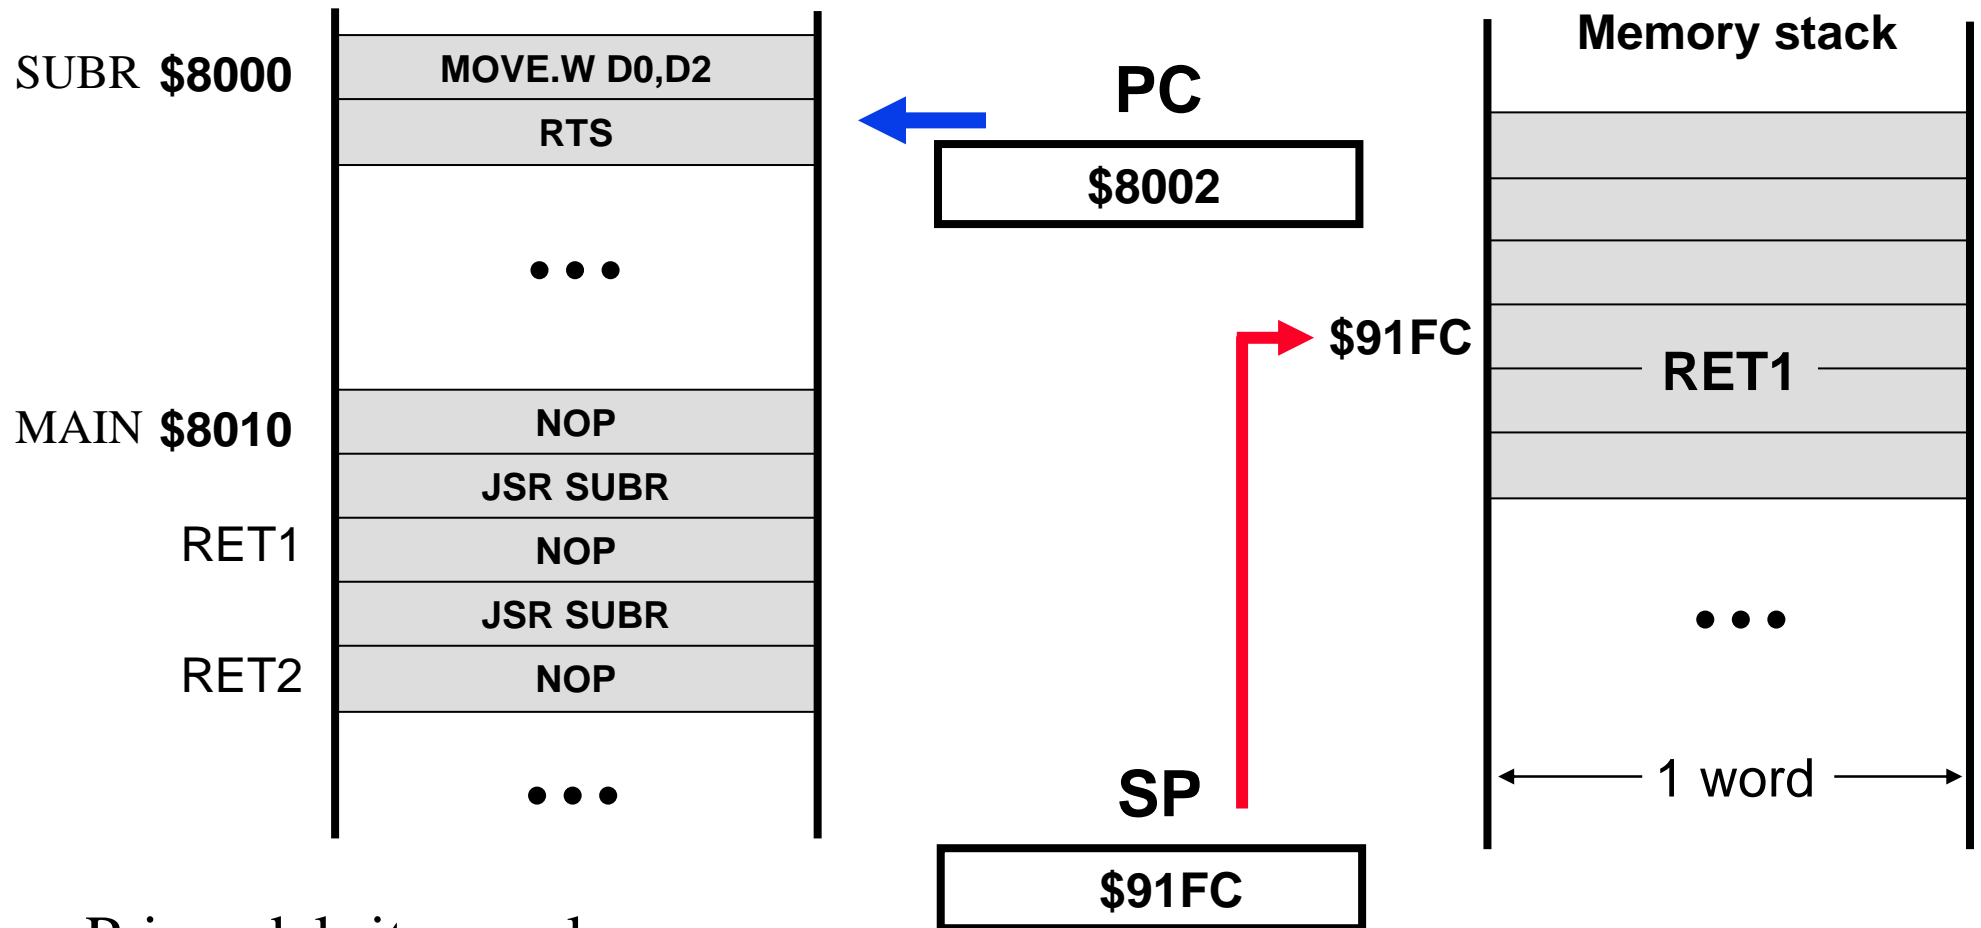 Memory stack
SUBR $8000
MOVE.W D0,D2
RTS
PC
$8002
•••
$91FC
RET1
MAIN $8010
NOP
JSR SUBR
RET1
NOP
JSR SUBR
RET2
NOP
•••
•••
1 word
SP
$91FC